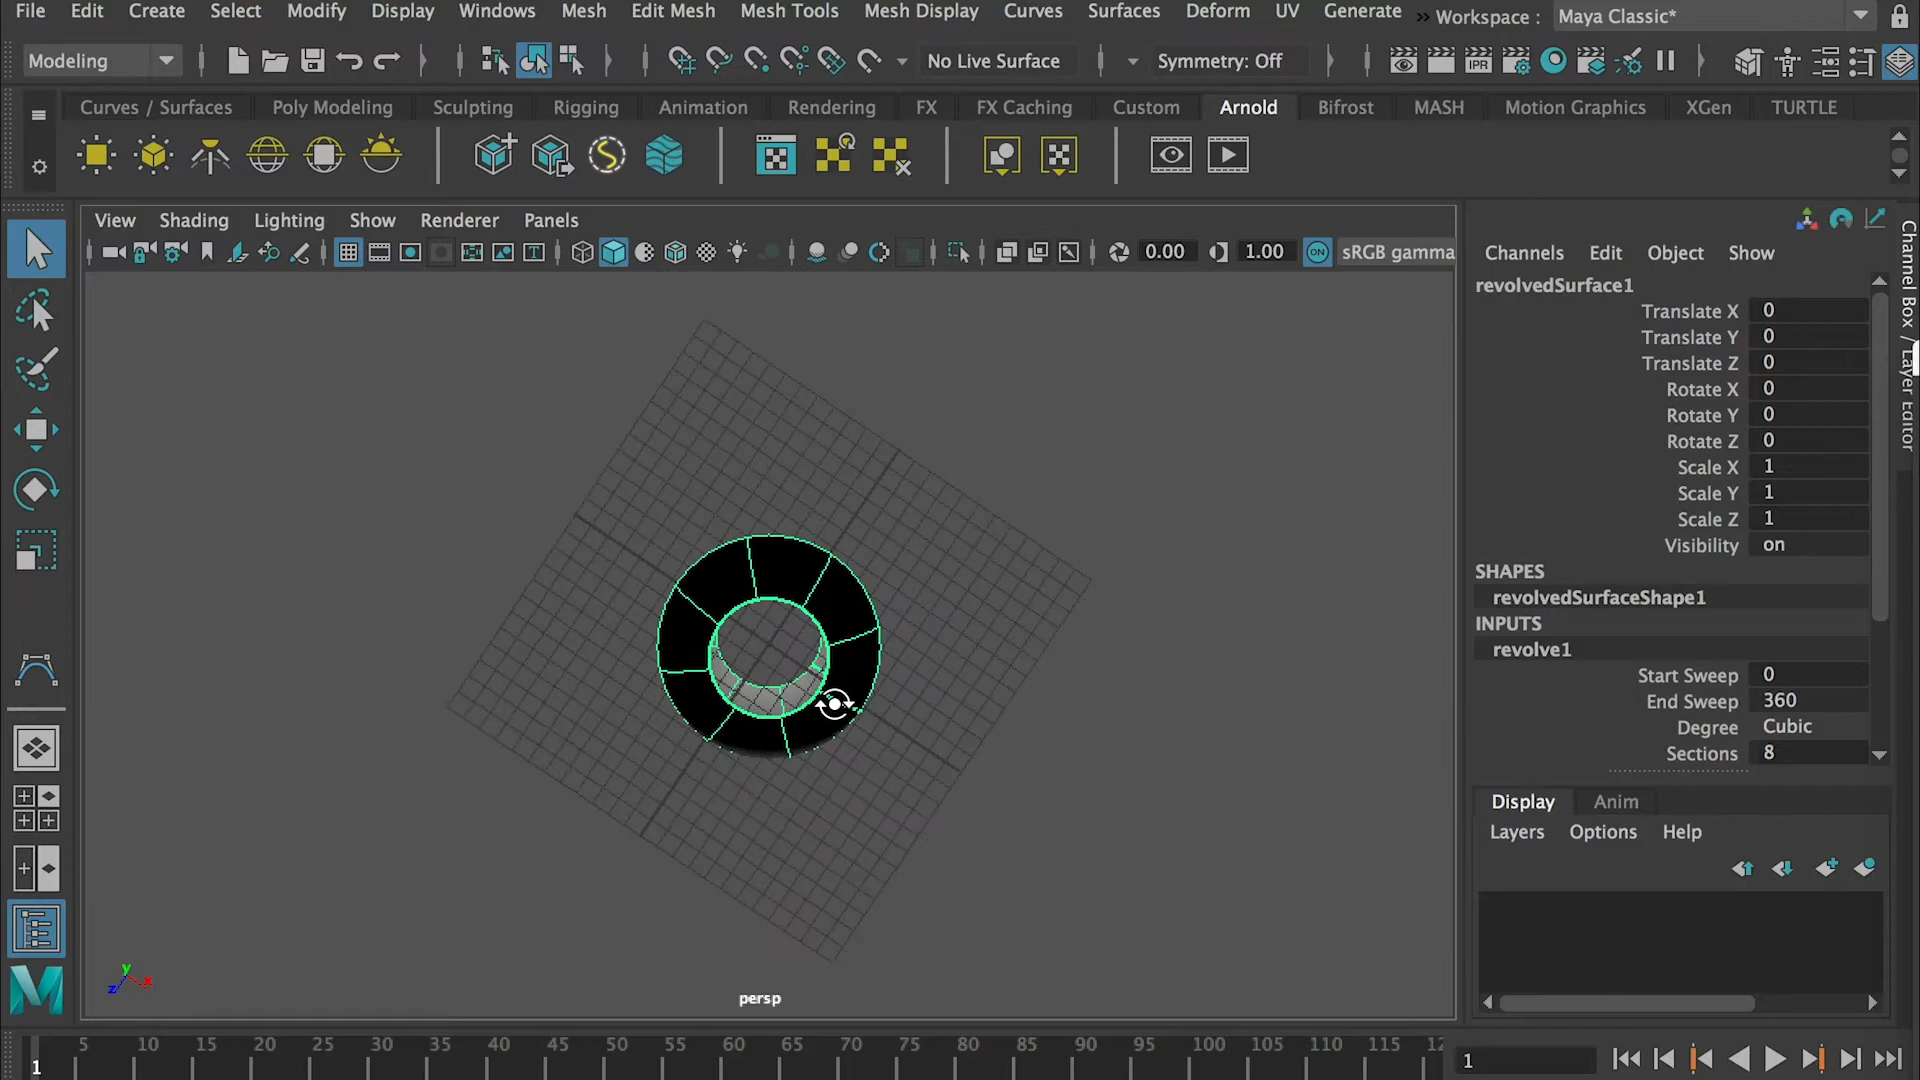 File Edit Create Select Modify Display Windows Mesh Edit Mesh Mesh Tools Mesh Display Curves Surfaces Deform UV Generate Workspace : Maya Classic*
Modeling No Live Surface Symmetry: Off IPR
Curves / Surfaces Poly Modeling Sculpting Rigging Animation Rendering FX FX Caching Custom Arnold Bifrost MASH Motion Graphics XGen TURTLE
View Shading Lighting Show Renderer Panels
0.00 1.00 ON sRGB gamma
Channels Edit Object Show
revolvedSurface1
Translate X 0
Translate Y 0
Translate Z 0
Rotate X 0
Rotate Y 0
Rotate Z 0
Scale X 1
Scale Y 1
Scale Z 1
Visibility on
SHAPES
revolvedSurfaceShape1
INPUTS
revolve1
Start Sweep 0
End Sweep 360
Degree Cubic
Sections 8
Display Anim
Layers Options Help
Channel Box / Layer Editor
y
z x
persp
5 10 15 20 25 30 35 40 45 50 55 60 65 70 75 80 85 90 95 100 105 110 115 12
1 1